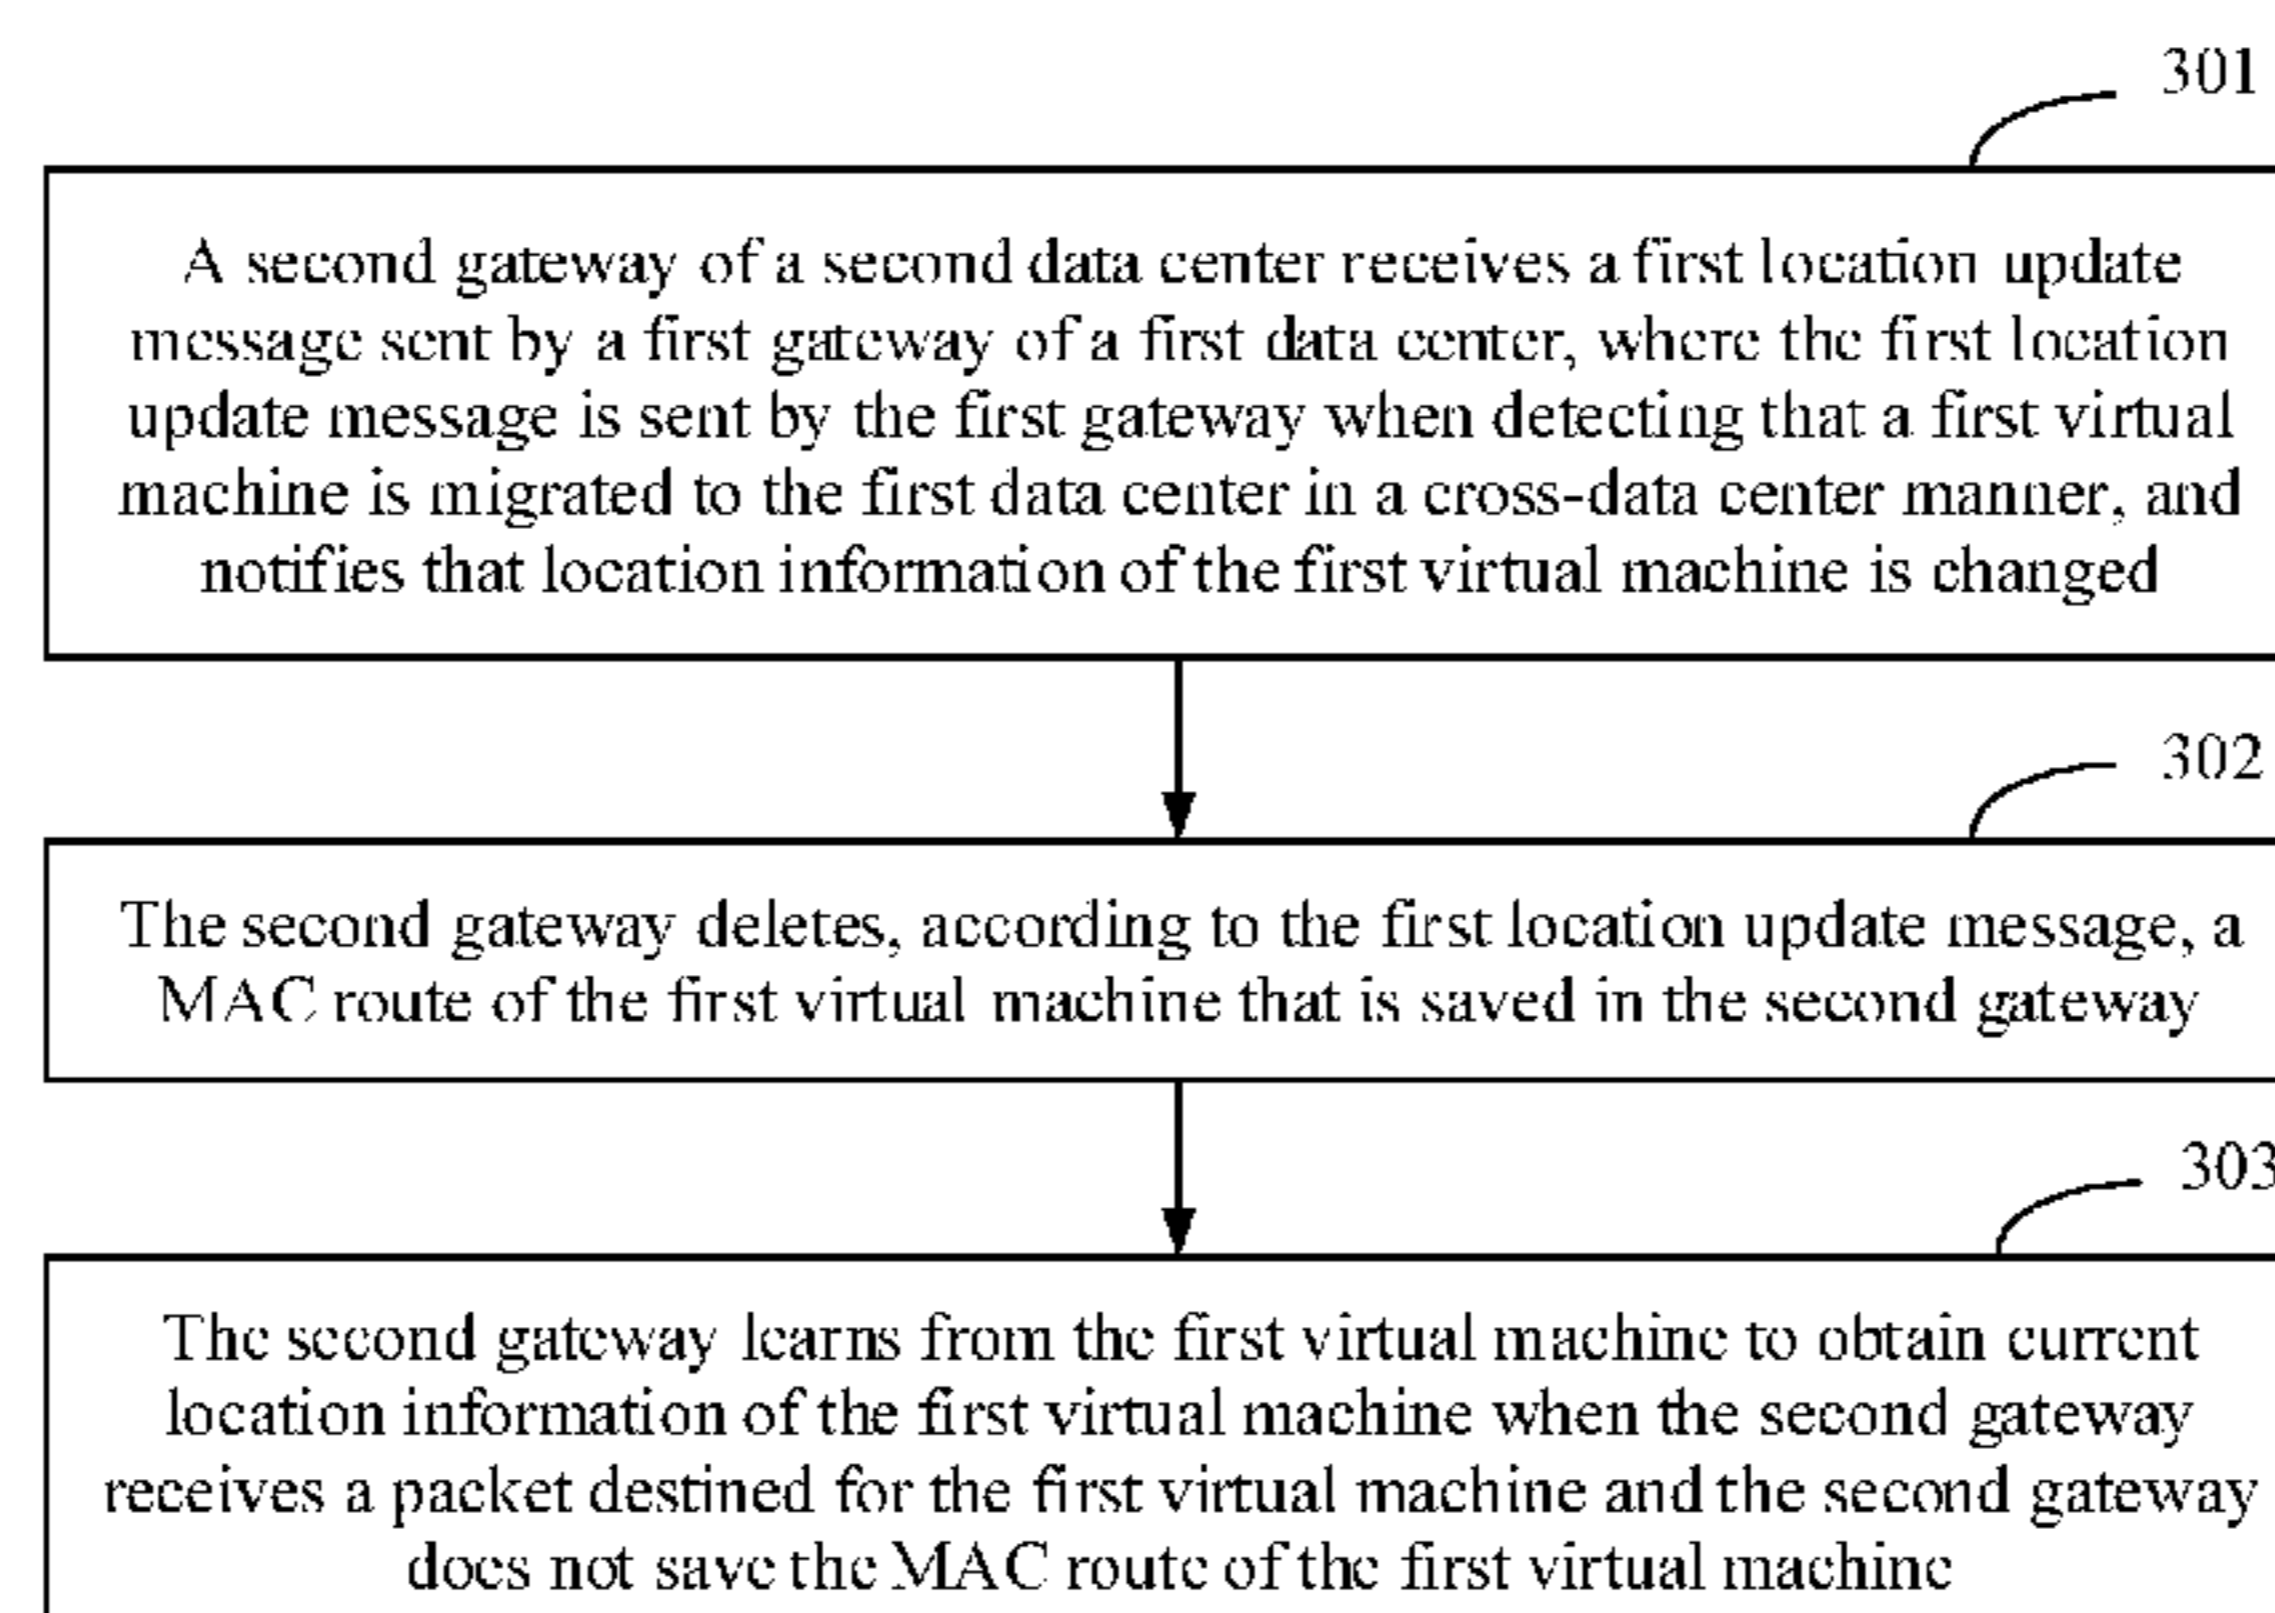 301
A second gateway of a second data center receives a first location update
message sent by a first gateway of a first data center, where the first location
update message is sent by the first gateway when detecting that a first virtual
machine is migrated to the first data center in a cross-data center manner, and
notifies that location information of the first virtual machine is changed
302
The second gateway deletes, according to the first location update message, a
MAC route of the first virtual machine that is saved in the second gateway
303
The second gateway learns from the first virtual machine to obtain current
location information of the first virtual machine when the second gateway
receives a packet destined for the first virtual machine and the second gateway
does not save the MAC route of the first virtual machine